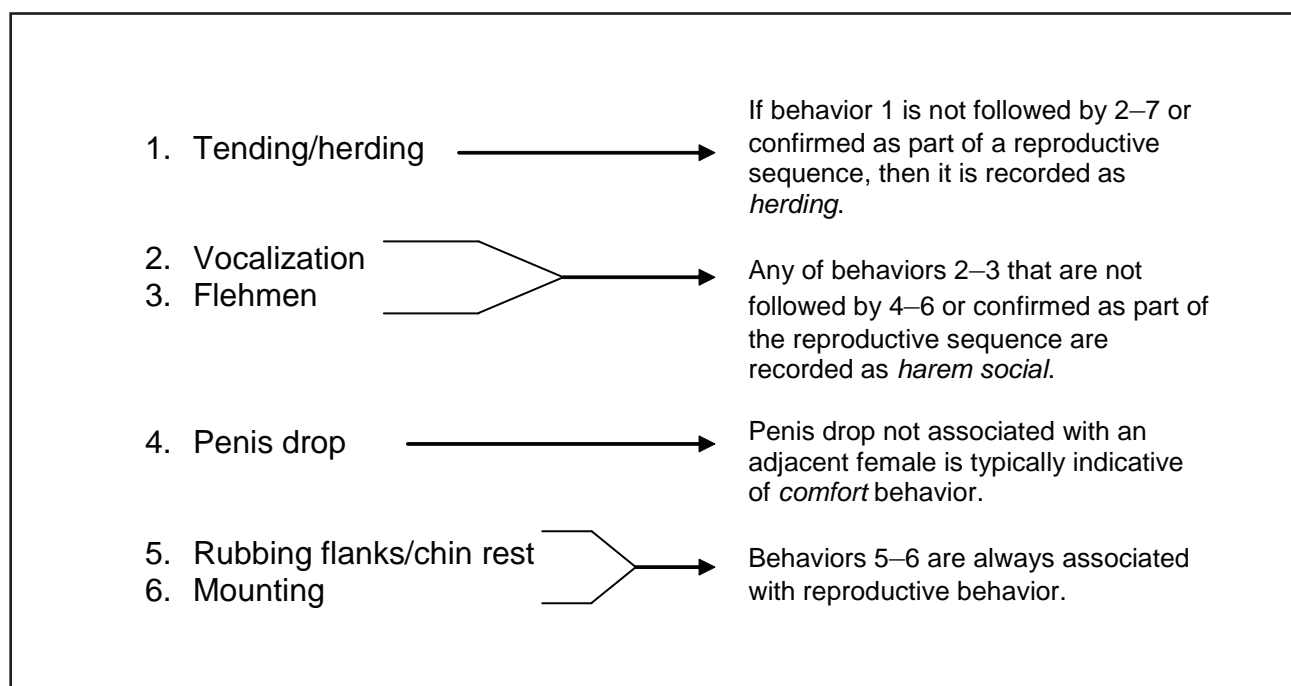 1. Tending/herding
If behavior 1 is not followed by 2–7 or
confirmed as part of a reproductive
sequence, then it is recorded as
herding.
2. Vocalization
3. Flehmen
Any of behaviors 2–3 that are not
followed by 4–6 or confirmed as part of
the reproductive sequence are
recorded as harem social.
4. Penis drop
Penis drop not associated with an
adjacent female is typically indicative
of comfort behavior.
5. Rubbing flanks/chin rest
6. Mounting
Behaviors 5–6 are always associated
with reproductive behavior.